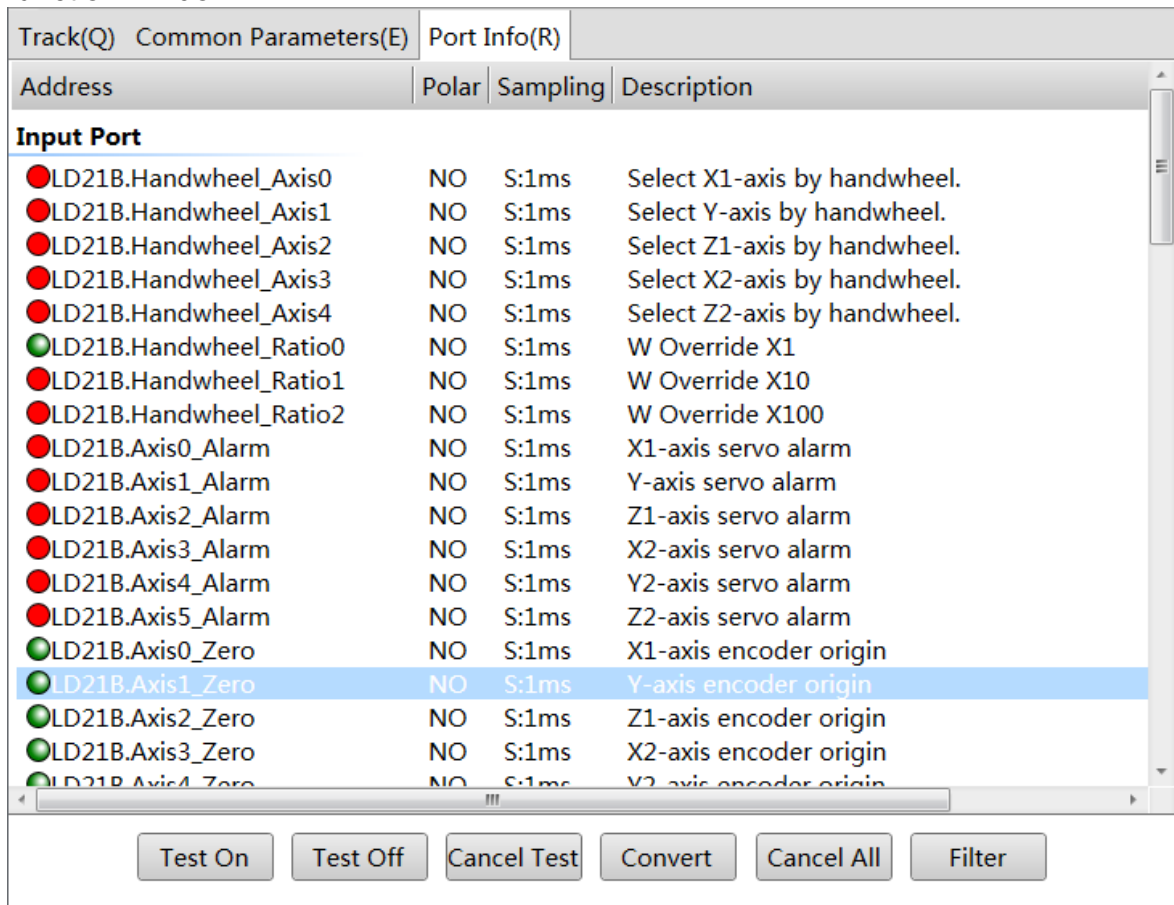 Track(Q) Common Parameters(E) Port Info(R)
Address Polar Sampling Description
Input Port
LD21B.Handwheel_Axis0 NO S:1ms Select X1-axis by handwheel.
LD21B.Handwheel_Axis1 NO S:1ms Select Y-axis by handwheel.
LD21B.Handwheel_Axis2 NO S:1ms Select Z1-axis by handwheel.
LD21B.Handwheel_Axis3 NO S:1ms Select X2-axis by handwheel.
LD21B.Handwheel_Axis4 NO S:1ms Select Z2-axis by handwheel.
LD21B.Handwheel_Ratio0 NO S:1ms W Override X1
LD21B.Handwheel_Ratio1 NO S:1ms W Override X10
LD21B.Handwheel_Ratio2 NO S:1ms W Override X100
LD21B.Axis0_Alarm NO S:1ms X1-axis servo alarm
LD21B.Axis1_Alarm NO S:1ms Y-axis servo alarm
LD21B.Axis2_Alarm NO S:1ms Z1-axis servo alarm
LD21B.Axis3_Alarm NO S:1ms X2-axis servo alarm
LD21B.Axis4_Alarm NO S:1ms Y2-axis servo alarm
LD21B.Axis5_Alarm NO S:1ms Z2-axis servo alarm
LD21B.Axis0_Zero NO S:1ms X1-axis encoder origin
LD21B.Axis1_Zero NO S:1ms Y-axis encoder origin
LD21B.Axis2_Zero NO S:1ms Z1-axis encoder origin
LD21B.Axis3_Zero NO S:1ms X2-axis encoder origin
LD21B.Axis4_Zero NO S:1ms Y2-axis encoder origin
Test On Test Off Cancel Test Convert Cancel All Filter